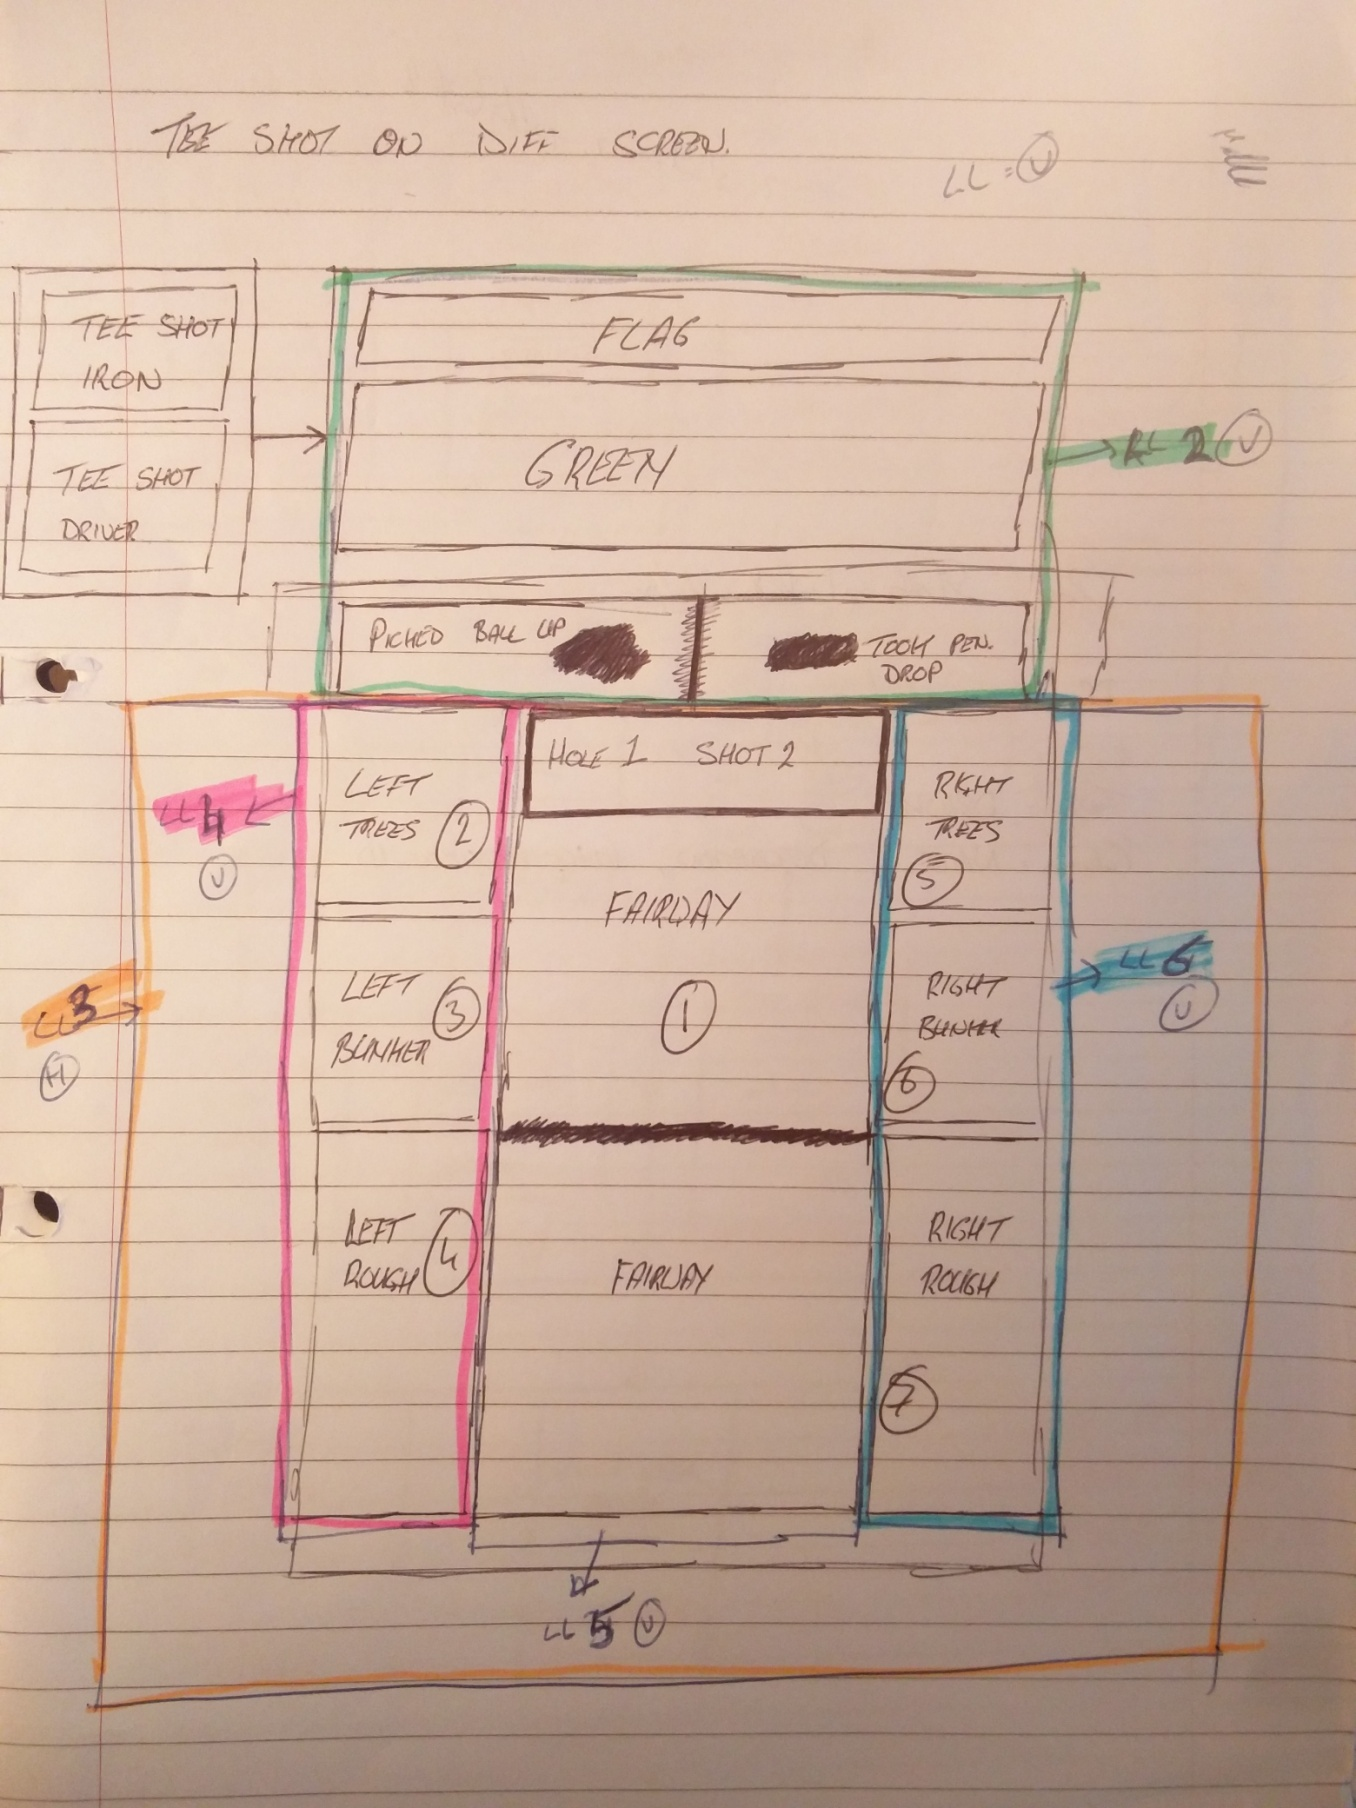 TEE SHOT ON DIFF SCREEN.
LL = V
TEE SHOT
IRON
TEE SHOT
DRIVER
FLAG
GREEN
LL 2 V
PICKED BALL UP
TOOK PEN.
DROP
HOLE 1 SHOT 2
LEFT
TREES 2
LL 4
V
RIGHT
TREES
5
FAIRWAY
1
LEFT
BUNKER 3
RIGHT
BUNKER
6
LL 6
V
LL 3
H
LEFT
ROUGH 4
FAIRWAY
RIGHT
ROUGH
7
LL 5 V